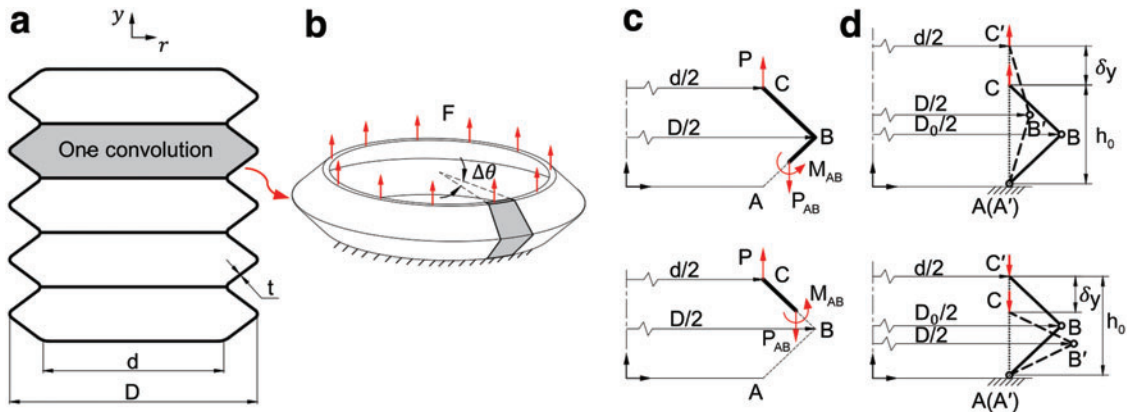 a
y
r
One convolution
t
d
D
b
F
Δθ
c
P
C
d/2
D/2
B
M_AB
P_AB
A
P
C
d/2
M_AB
D/2
P_AB
B
A
d
C′
d/2
δy
C
D/2
B′
D₀/2
B
h₀
A(A′)
C′
d/2
C
δy
D₀/2
B
h₀
D/2
B′
A(A′)